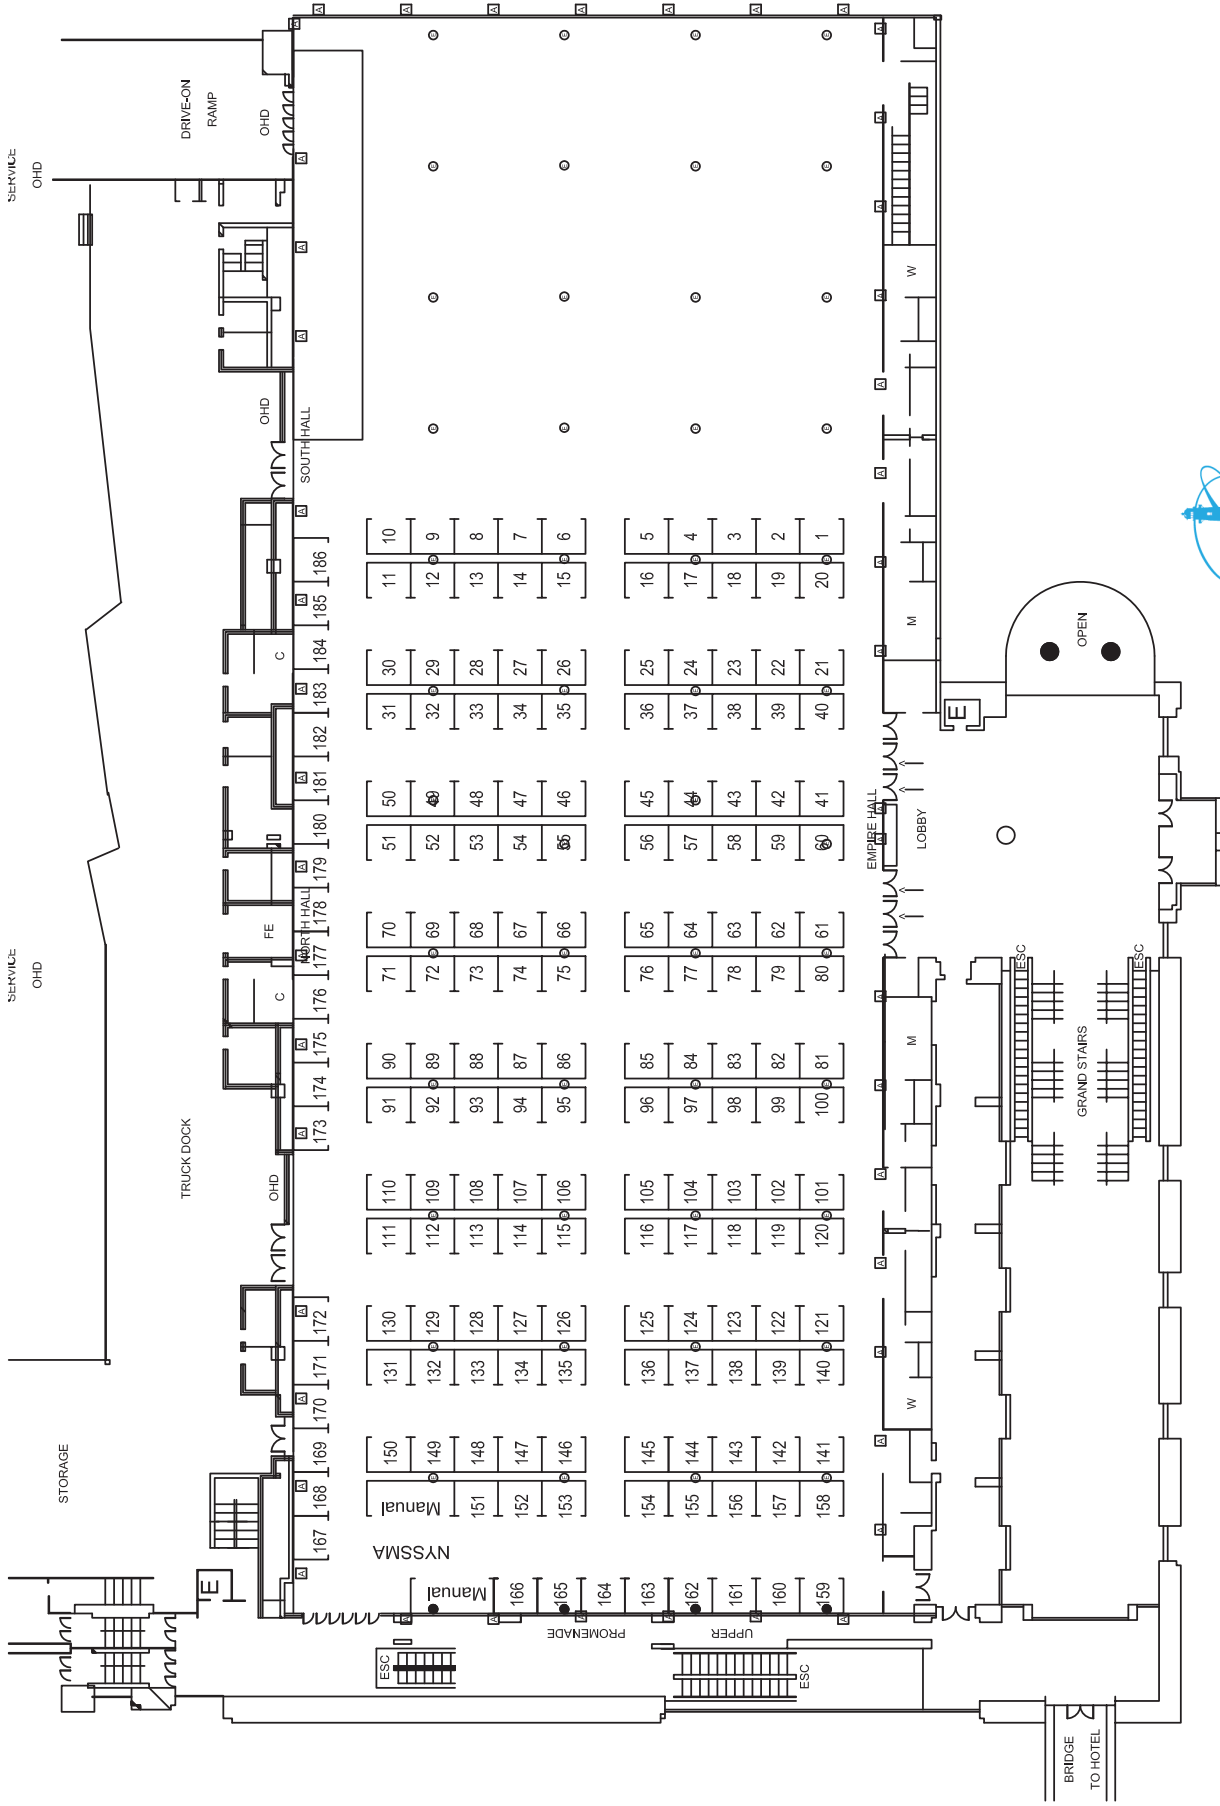 SERVICE
OHD
DRIVE-ON
RAMP
OHD
OHD
SOUTH HALL
W
M
C
10 9 8 7 6 5 4 3 2 1
11 12 13 14 15 16 17 18 19 20
186
185
184
183
182
181
180
179
178
177
176
175
174
173
30 29 28 27 26 25 24 23 22 21
31 32 33 34 35 36 37 38 39 40
OPEN
E
50 49 48 47 46 45 44 43 42 41
51 52 53 54 55 56 57 58 59 60
EMPIRE HALL
LOBBY
SERVICE
OHD
FE
NORTH HALL
C
70 69 68 67 66 65 64 63 62 61
71 72 73 74 75 76 77 78 79 80
ESC
ESC
GRAND STAIRS
M
90 89 88 87 86 85 84 83 82 81
91 92 93 94 95 96 97 98 99 100
TRUCK DOCK
OHD
110 109 108 107 106 105 104 103 102 101
111 112 113 114 115 116 117 118 119 120
172
171
170
169
168
167
130 129 128 127 126 125 124 123 122 121
131 132 133 134 135 136 137 138 139 140
W
STORAGE
150 149 148 147 146 145 144 143 142 141
Manual 151 152 153 154 155 156 157 158
NYSSMA
E
Manual 166 165 164 163 162 161 160 159
UPPER PROMENADE
ESC
ESC
BRIDGE
TO HOTEL